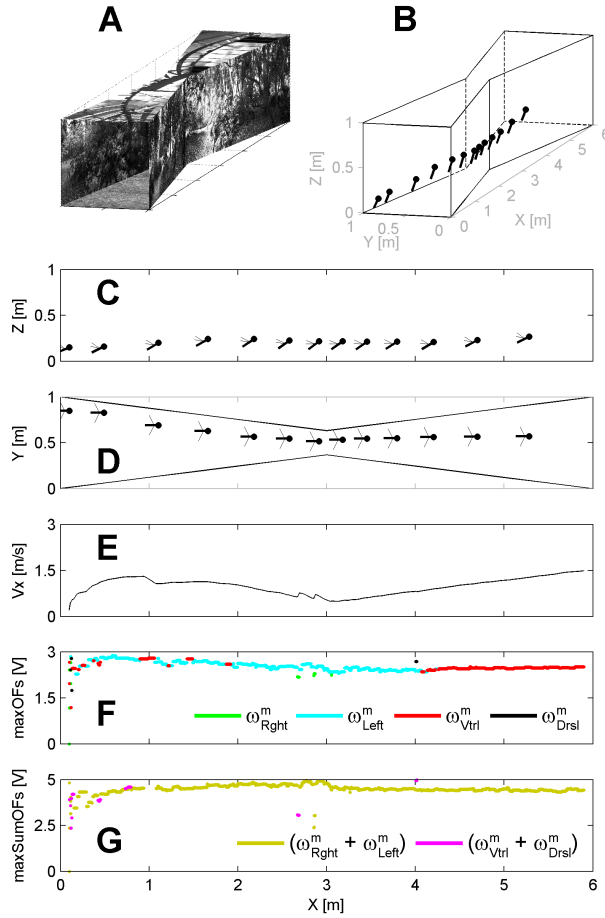 A
B
1
0.5
0
Z [m]
1
0.5
0
Y [m]
0
1
2
3
4
5
6
X [m]
C
1
0.5
0
Z [m]
D
1
0.5
0
Y [m]
E
3
1.5
0
Vx [m/s]
F
3
1.5
0
maxOFs [V]
ω^m_Rght
ω^m_Left
ω^m_Vtrl
ω^m_Drsl
G
5
2.5
0
maxSumOFs [V]
(ω^m_Rght + ω^m_Left)
(ω^m_Vtrl + ω^m_Drsl)
0 1 2 3 4 5 6
X [m]